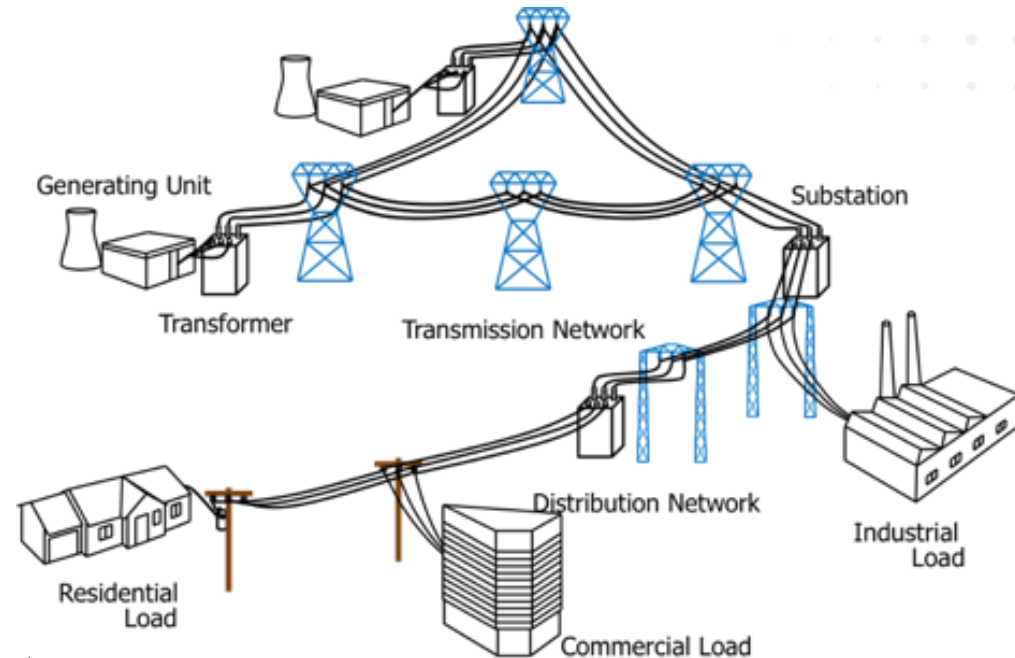 Generating Unit
Substation
Transformer
Transmission Network
Distribution Network
Industrial
Load
Residential
Load
Commercial Load